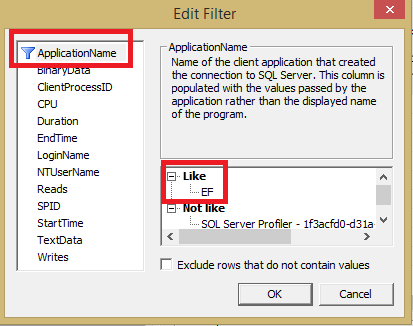 Edit Filter
ApplicationName
BinaryData
ClientProcessID
CPU
Duration
EndTime
LoginName
NTUserName
Reads
SPID
StartTime
TextData
Writes
ApplicationName
Name of the client application that created
the connection to SQL Server. This column is
populated with the values passed by the
application rather than the displayed name
of the program.
Like
EF
Not like
SQL Server Profiler - 1f3acfd0-d31a-
Exclude rows that do not contain values
OK
Cancel